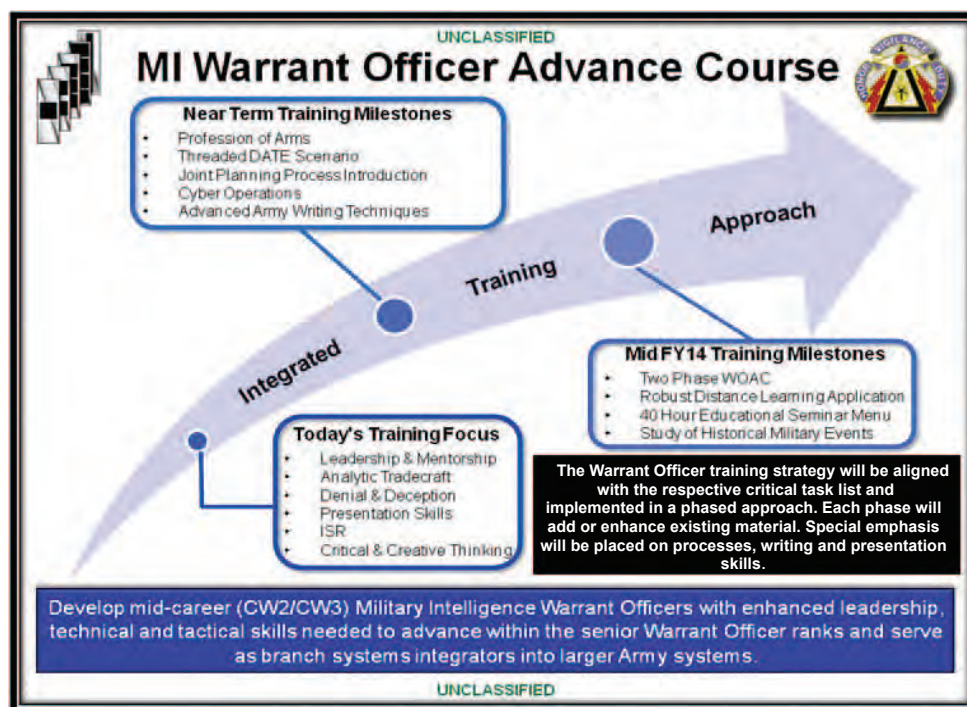 UNCLASSIFIED
MI Warrant Officer Advance Course
HONOR VIGILANCE DUTY
Near Term Training Milestones
• Profession of Arms
• Threaded DATE Scenario
• Joint Planning Process Introduction
• Cyber Operations
• Advanced Army Writing Techniques
Integrated
Training
Approach
Mid FY14 Training Milestones
• Two Phase WOAC
• Robust Distance Learning Application
• 40 Hour Educational Seminar Menu
• Study of Historical Military Events
Today's Training Focus
• Leadership & Mentorship
• Analytic Tradecraft
• Denial & Deception
• Presentation Skills
• ISR
• Critical & Creative Thinking
The Warrant Officer training strategy will be aligned
with the respective critical task list and
implemented in a phased approach. Each phase will
add or enhance existing material. Special emphasis
will be placed on processes, writing and presentation
skills.
Develop mid-career (CW2/CW3) Military Intelligence Warrant Officers with enhanced leadership,
technical and tactical skills needed to advance within the senior Warrant Officer ranks and serve
as branch systems integrators into larger Army systems.
UNCLASSIFIED